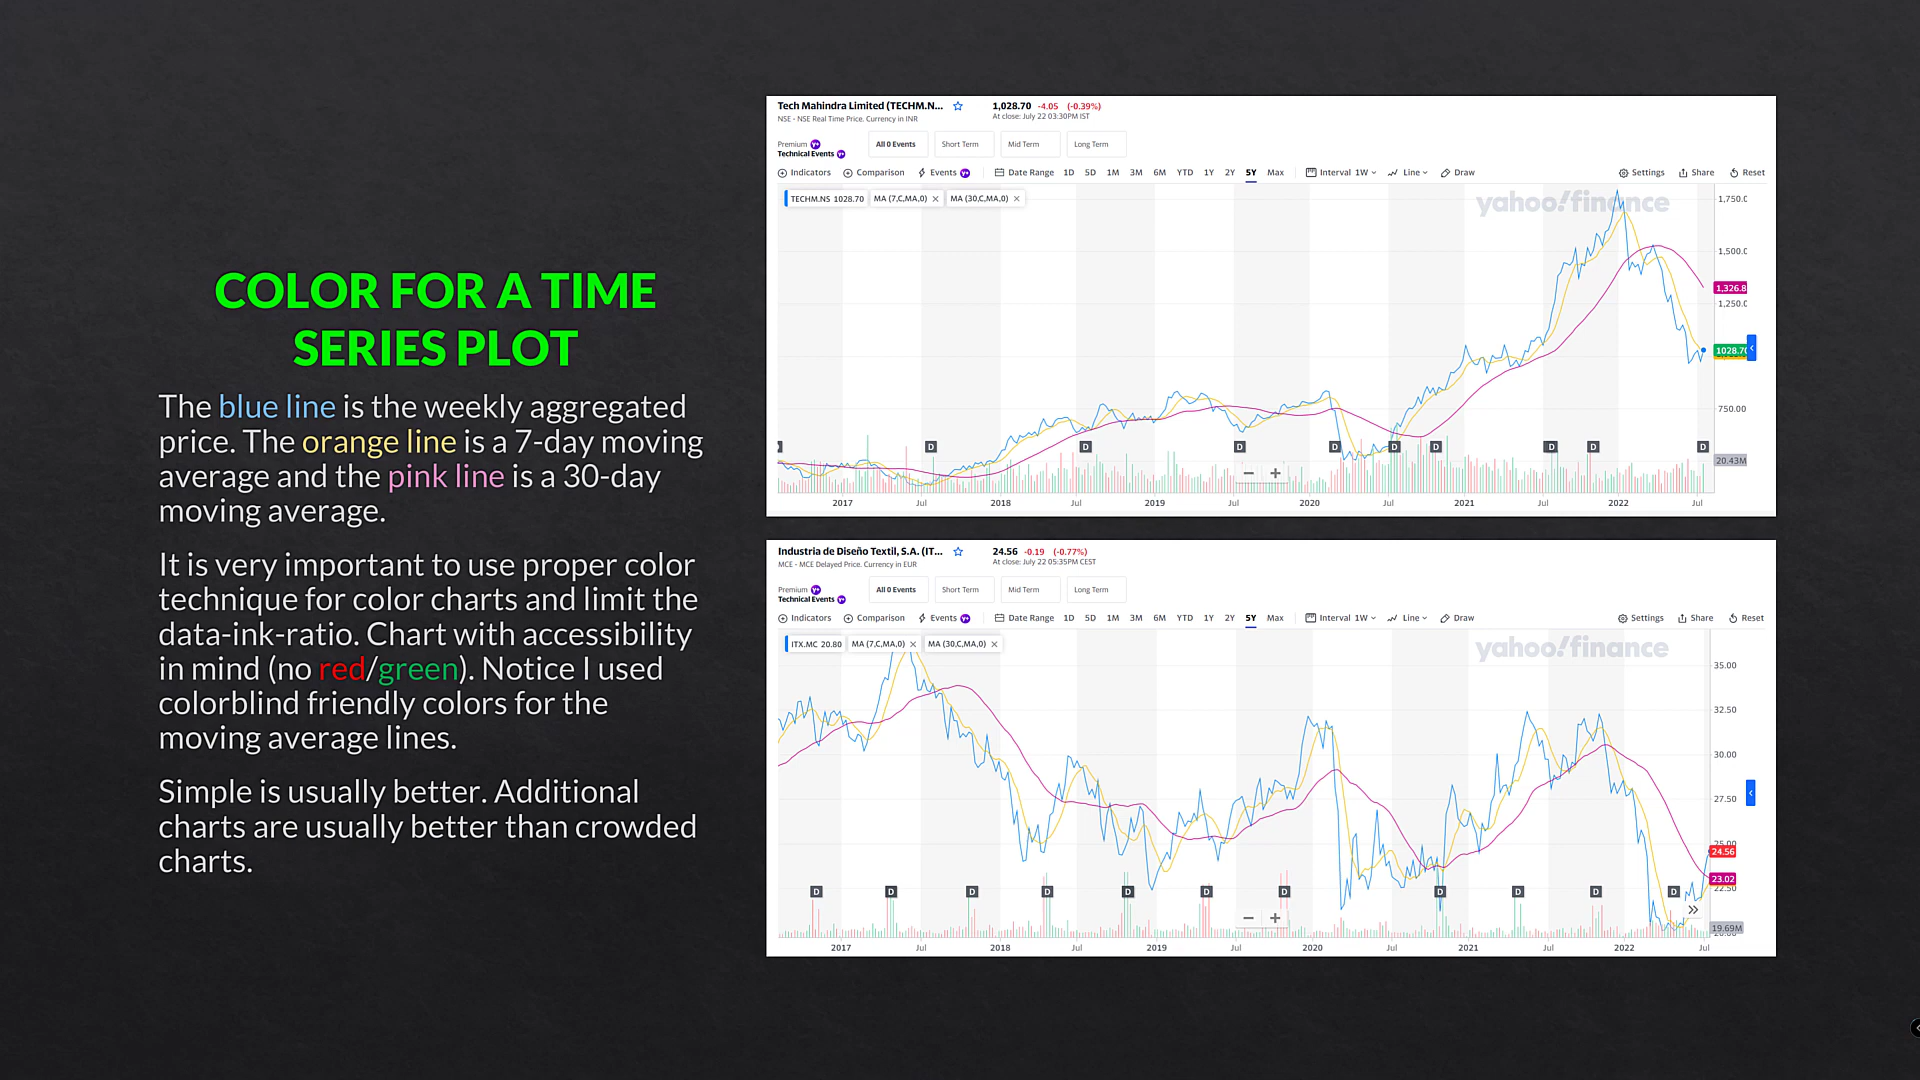 COLOR FOR A TIME
SERIES PLOT
The blue line is the weekly aggregated
price. The orange line is a 7-day moving
average and the pink line is a 30-day
moving average.
It is very important to use proper color
technique for color charts and limit the
data-ink-ratio. Chart with accessibility
in mind (no red/green). Notice I used
colorblind friendly colors for the
moving average lines.
Simple is usually better. Additional
charts are usually better than crowded
charts.
Tech Mahindra Limited (TECHM.N... 1,028.70 -4.05 (-0.39%)
NSE - NSE Real Time Price. Currency in INR At close: July 22 03:30PM IST
Premium Y+
Technical Events Y+ All 0 Events Short Term Mid Term Long Term
Indicators Comparison Events Y+ Date Range 1D 5D 1M 3M 6M YTD 1Y 2Y 5Y Max Interval 1W Line Draw Settings Share Reset
TECHM.NS 1028.70 MA (7,C,MA,0) × MA (30,C,MA,0) × yahoo!finance
1,750.0
1,500.0
1,326.8
1,250.0
1028.70
750.00
D D D D D D D D D D
20.43M
− +
2017 Jul 2018 Jul 2019 Jul 2020 Jul 2021 Jul 2022 Jul
Industria de Diseño Textil, S.A. (IT... 24.56 -0.19 (-0.77%)
MCE - MCE Delayed Price. Currency in EUR At close: July 22 05:35PM CEST
Premium Y+
Technical Events Y+ All 0 Events Short Term Mid Term Long Term
Indicators Comparison Events Y+ Date Range 1D 5D 1M 3M 6M YTD 1Y 2Y 5Y Max Interval 1W Line Draw Settings Share Reset
ITX.MC 20.80 MA (7,C,MA,0) × MA (30,C,MA,0) × yahoo!finance
35.00
32.50
30.00
27.50
25.00
24.56
23.02
22.50
D D D D D D D D D D D
19.69M
− + »
2017 Jul 2018 Jul 2019 Jul 2020 Jul 2021 Jul 2022 Jul